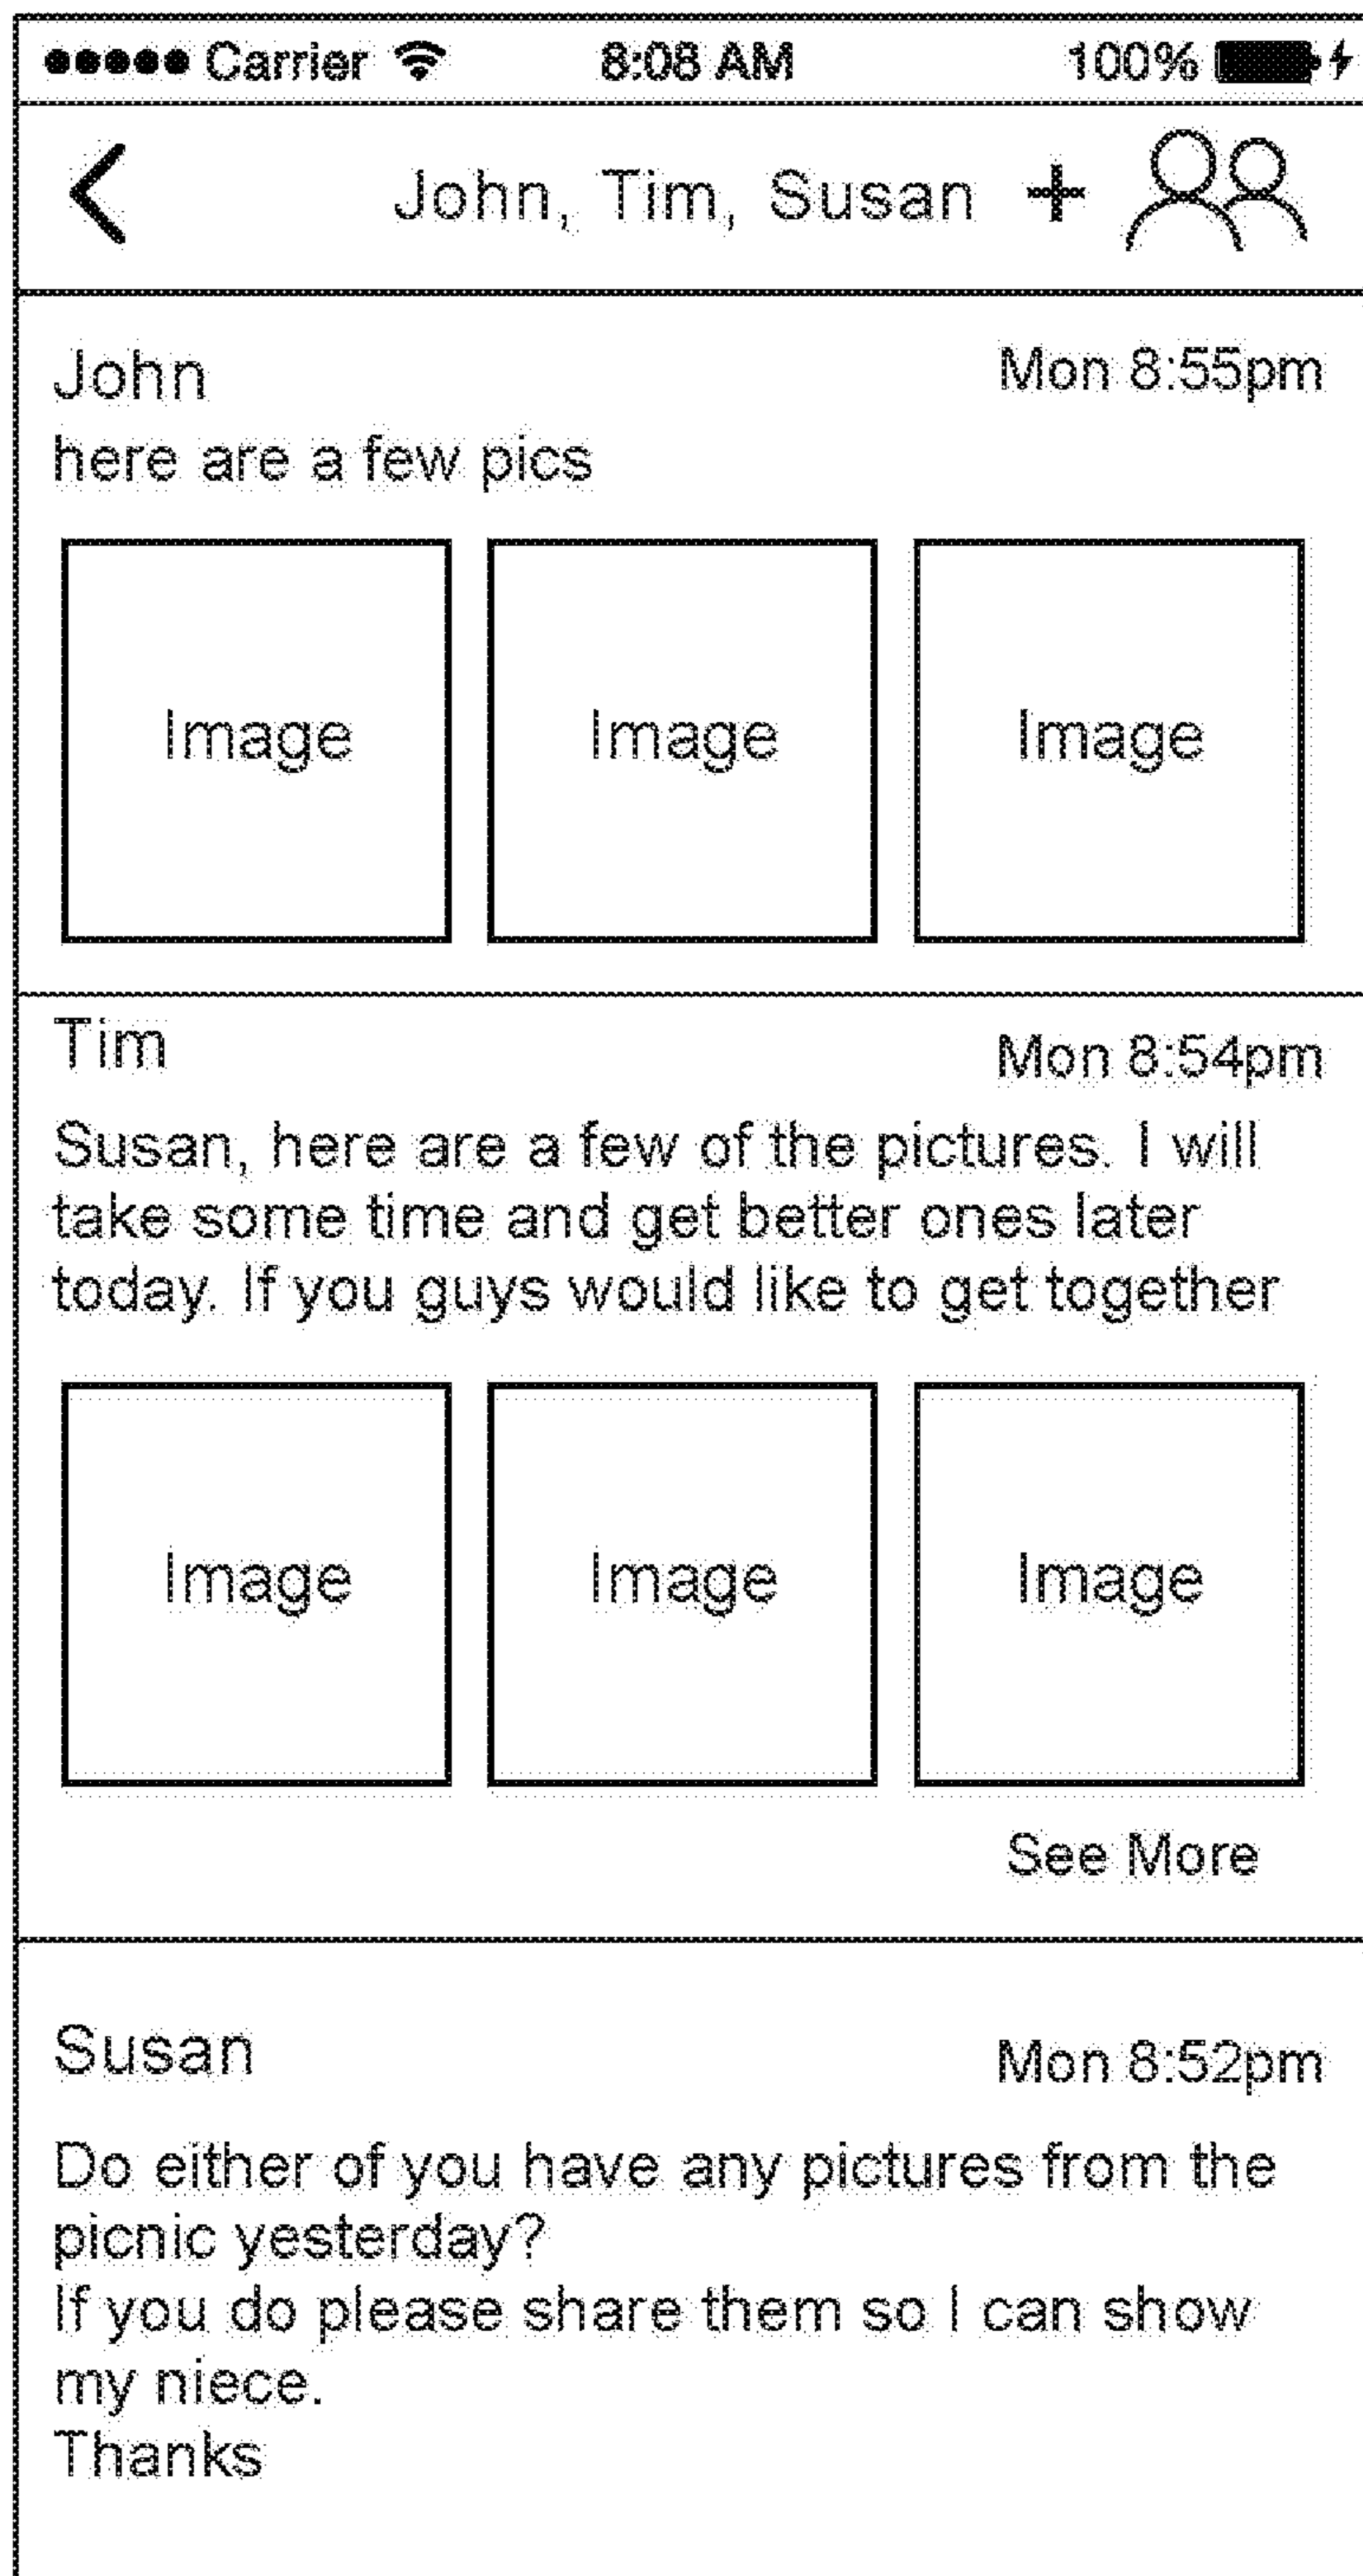 Carrier 8:08 AM 100%
John, Tim, Susan +
John Mon 8:55pm
here are a few pics
Image Image Image
Tim Mon 8:54pm
Susan, here are a few of the pictures. I will
take some time and get better ones later
today. If you guys would like to get together
Image Image Image
See More
Susan Mon 8:52pm
Do either of you have any pictures from the
picnic yesterday?
If you do please share them so I can show
my niece.
Thanks